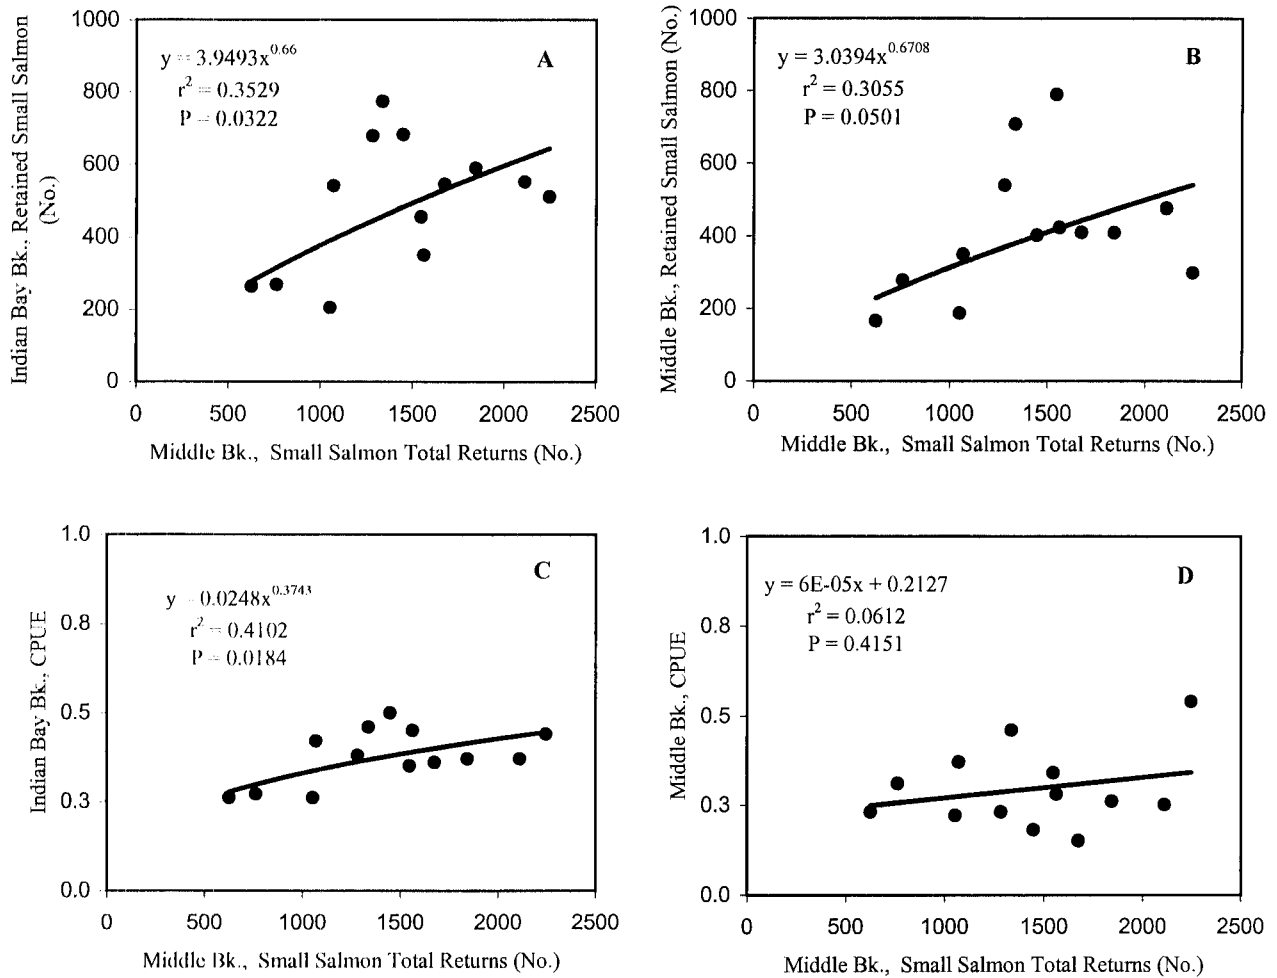 1000
800
600
400
200
0
0 500 1000 1500 2000 2500
Indian Bay Bk., Retained Small Salmon
(No.)
y = 3.9493x^0.66
r² = 0.3529
P = 0.0322
A
Middle Bk., Small Salmon Total Returns (No.)
1000
800
600
400
200
0
0 500 1000 1500 2000 2500
Middle Bk., Retained Small Salmon (No.)
y = 3.0394x^0.6708
r² = 0.3055
P = 0.0501
B
Middle Bk., Small Salmon Total Returns (No.)
1.0
0.8
0.5
0.3
0.0
0 500 1000 1500 2000 2500
Indian Bay Bk., CPUE
y = 0.0248x^0.3743
r² = 0.4102
P = 0.0184
C
Middle Bk., Small Salmon Total Returns (No.)
1.0
0.8
0.5
0.3
0.0
0 500 1000 1500 2000 2500
Middle Bk., CPUE
y = 6E-05x + 0.2127
r² = 0.0612
P = 0.4151
D
Middle Bk., Small Salmon Total Returns (No.)